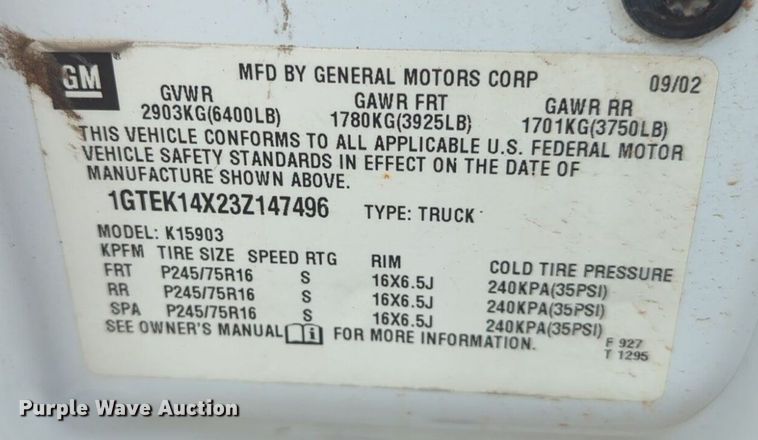 GM
MFD BY GENERAL MOTORS CORP 09/02
GVWR GAWR FRT GAWR RR
2903KG(6400LB) 1780KG(3925LB) 1701KG(3750LB)
THIS VEHICLE CONFORMS TO ALL APPLICABLE U.S. FEDERAL MOTOR
VEHICLE SAFETY STANDARDS IN EFFECT ON THE DATE OF
MANUFACTURE SHOWN ABOVE.
1GTEK14X23Z147496 TYPE: TRUCK
MODEL: K15903
KPFM TIRE SIZE SPEED RTG RIM COLD TIRE PRESSURE
FRT P245/75R16 S 16X6.5J 240KPA(35PSI)
RR P245/75R16 S 16X6.5J 240KPA(35PSI)
SPA P245/75R16 S 16X6.5J 240KPA(35PSI)
SEE OWNER'S MANUAL i FOR MORE INFORMATION.
F 927
T 1295
Purple Wave Auction